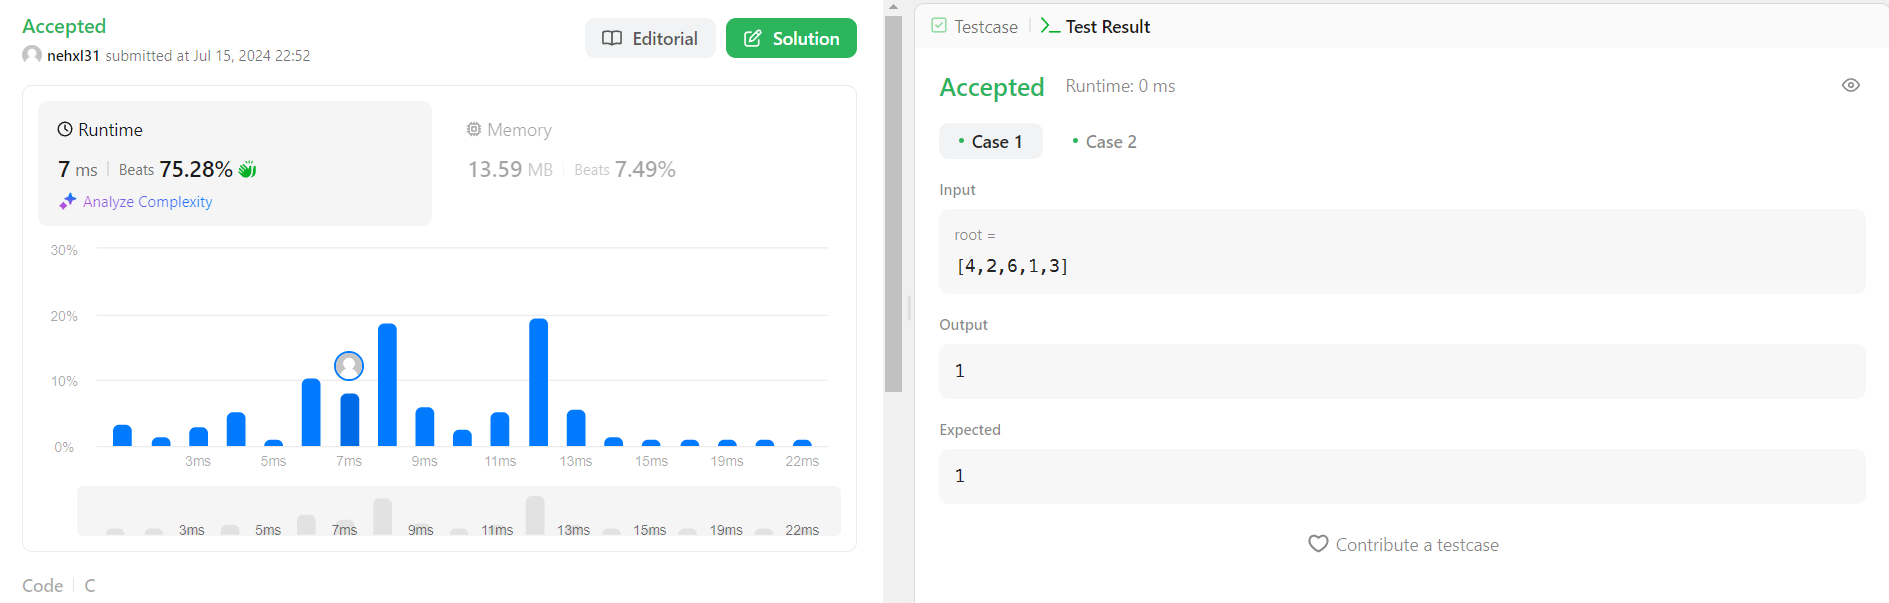 Accepted
nehxl31 submitted at Jul 15, 2024 22:52
Editorial
Solution
Runtime
7 ms Beats 75.28%
Analyze Complexity
Memory
13.59 MB Beats 7.49%
30%
20%
10%
0%
3ms 5ms 7ms 9ms 11ms 13ms 15ms 19ms 22ms
3ms 5ms 7ms 9ms 11ms 13ms 15ms 19ms 22ms
Code C
Testcase Test Result
Accepted Runtime: 0 ms
Case 1 Case 2
Input
root =
[4,2,6,1,3]
Output
1
Expected
1
Contribute a testcase